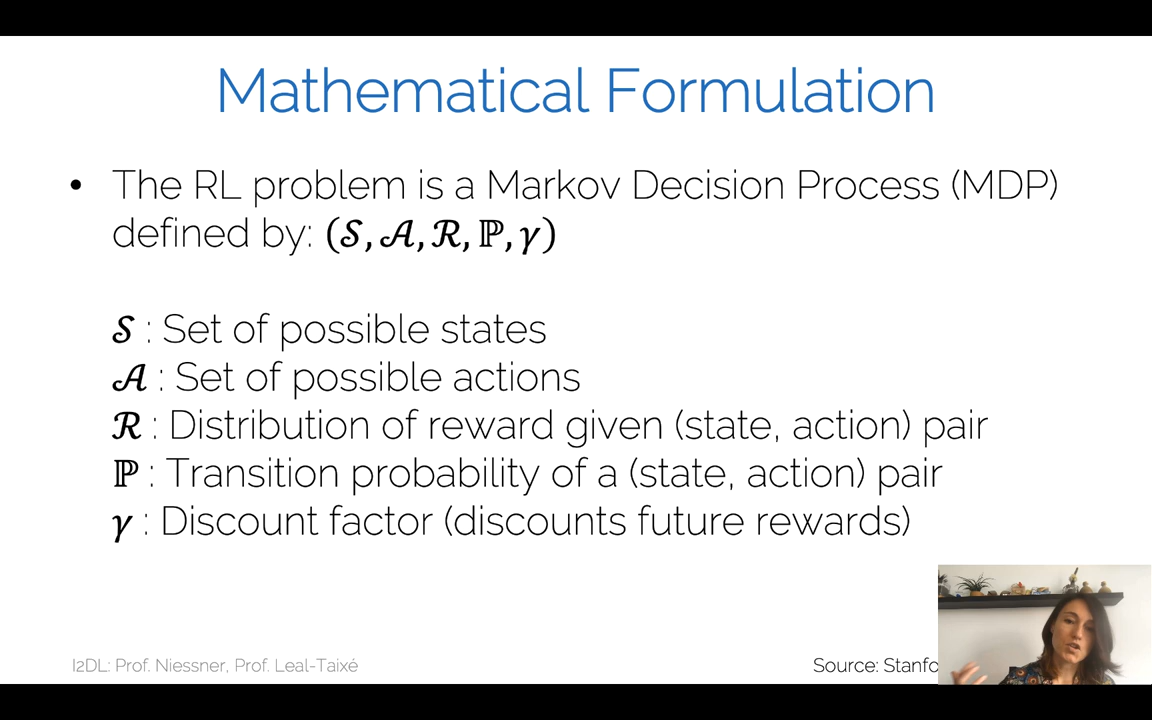 Mathematical Formulation
• The RL problem is a Markov Decision Process (MDP)
defined by: (𝓢, 𝓐, 𝓡, ℙ, γ)
𝓢 : Set of possible states
𝓐 : Set of possible actions
𝓡 : Distribution of reward given (state, action) pair
ℙ : Transition probability of a (state, action) pair
γ : Discount factor (discounts future rewards)
I2DL: Prof. Niessner, Prof. Leal-Taixé
Source: